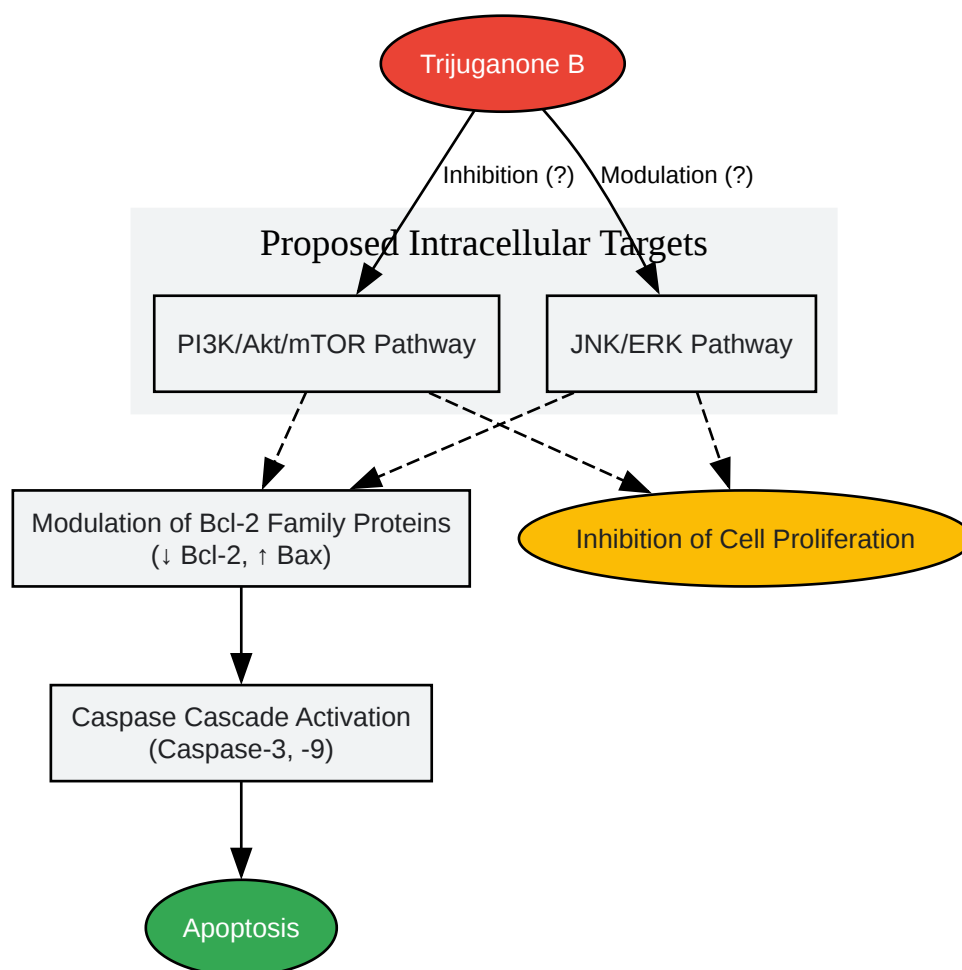 Trijuganone B
Inhibition (?)
Modulation (?)
Proposed Intracellular Targets
PI3K/Akt/mTOR Pathway
JNK/ERK Pathway
Modulation of Bcl-2 Family Proteins
(↓ Bcl-2, ↑ Bax)
Inhibition of Cell Proliferation
Caspase Cascade Activation
(Caspase-3, -9)
Apoptosis